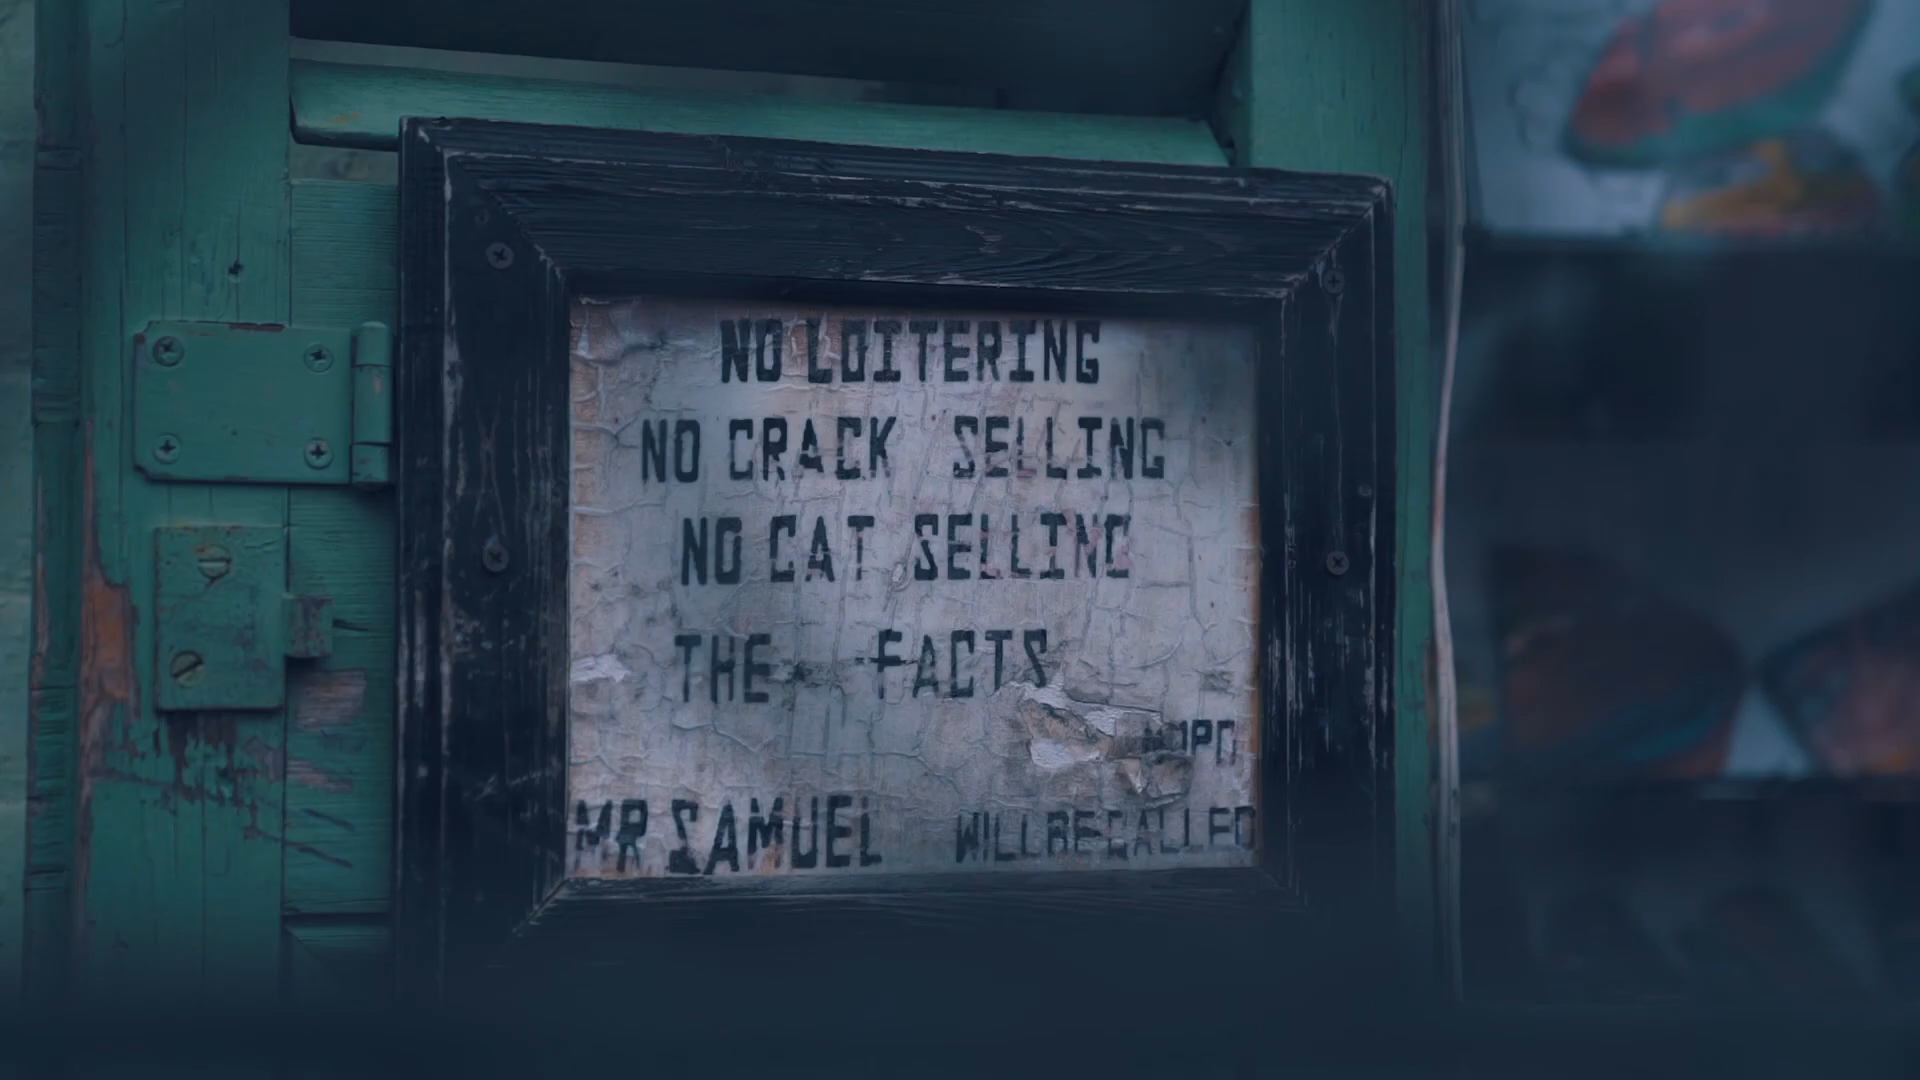 NO LOITERING
NO CRACK SELLING
NO CAT SELLING
THE FACTS
NOPD
MR SAMUEL WILL BE CALLED